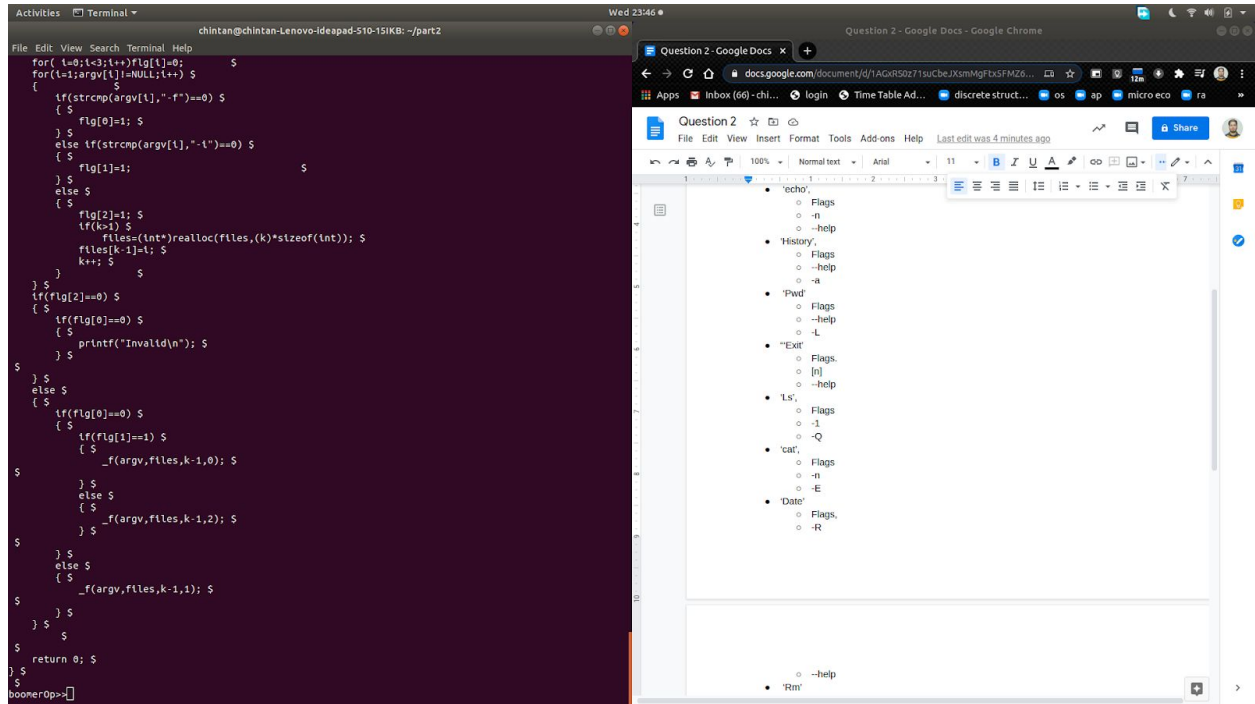 Activities Terminal Wed 23:46
chintan@chintan-Lenovo-ideapad-510-15IKB: ~/part2
File Edit View Search Terminal Help
for( i=0;i<3;i++)flg[i]=0; $
for(i=1;argv[i]!=NULL;i++) $
{ $
if(strcmp(argv[i],"-f")==0) $
{ $
flg[0]=1; $
} $
else if(strcmp(argv[i],"-i")==0) $
{ $
flg[1]=1; $
} $
else $
{ $
flg[2]=1; $
if(k>1) $
files=(int*)realloc(files,(k)*sizeof(int)); $
files[k-1]=i; $
k++; $
} $
} $
if(flg[2]==0) $
{ $
if(flg[0]==0) $
{ $
printf("Invalid\n"); $
} $
$
} $
else $
{ $
if(flg[0]==0) $
{ $
if(flg[1]==1) $
{ $
_f(argv,files,k-1,0); $
$
} $
else $
{ $
_f(argv,files,k-1,2); $
} $
$
} $
else $
{ $
_f(argv,files,k-1,1); $
$
} $
} $
$
$
return 0; $
} $
$
boomerOp>>
Question 2 - Google Docs - Google Chrome
Question 2 - Google Docs
docs.google.com/document/d/1AGxRS0z71suCbeJXsmMgFtxSFMZ6...
12m
Apps Inbox (66) - chi... login Time Table Ad... discrete struct... os ap micro eco ra »
Question 2
File Edit View Insert Format Tools Add-ons Help Last edit was 4 minutes ago
Share
100% Normal text Arial 11 B I U A
1 1 2 3 7
31
'echo',
Flags
-n
--help
'History',
Flags
--help
-a
'Pwd'
Flags
--help
-L
"'Exit'
Flags.
[n]
--help
'Ls',
Flags
-1
-Q
'cat',
Flags
-n
-E
'Date'
Flags,
-R
--help
'Rm'